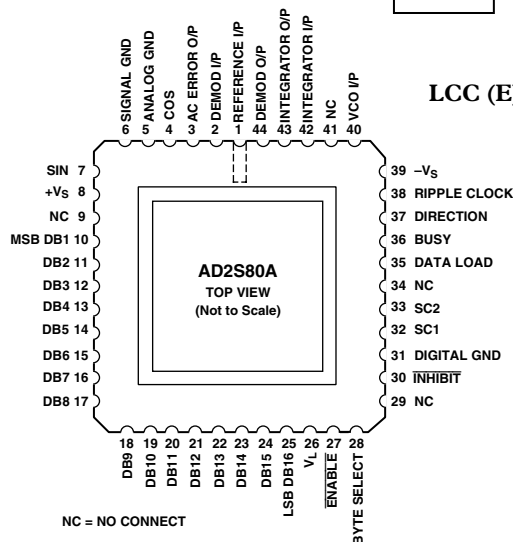 LCC (E)
6 SIGNAL GND
5 ANALOG GND
4 COS
3 AC ERROR O/P
2 DEMOD I/P
1 REFERENCE I/P
44 DEMOD O/P
43 INTEGRATOR O/P
42 INTEGRATOR I/P
41 NC
40 VCO I/P
SIN 7
+VS 8
NC 9
MSB DB1 10
DB2 11
DB3 12
DB4 13
DB5 14
DB6 15
DB7 16
DB8 17
AD2S80A
TOP VIEW
(Not to Scale)
39 –VS
38 RIPPLE CLOCK
37 DIRECTION
36 BUSY
35 DATA LOAD
34 NC
33 SC2
32 SC1
31 DIGITAL GND
30 INHIBIT
29 NC
18 DB9
19 DB10
20 DB11
21 DB12
22 DB13
23 DB14
24 DB15
25 LSB DB16
26 VL
27 ENABLE
28 BYTE SELECT
NC = NO CONNECT